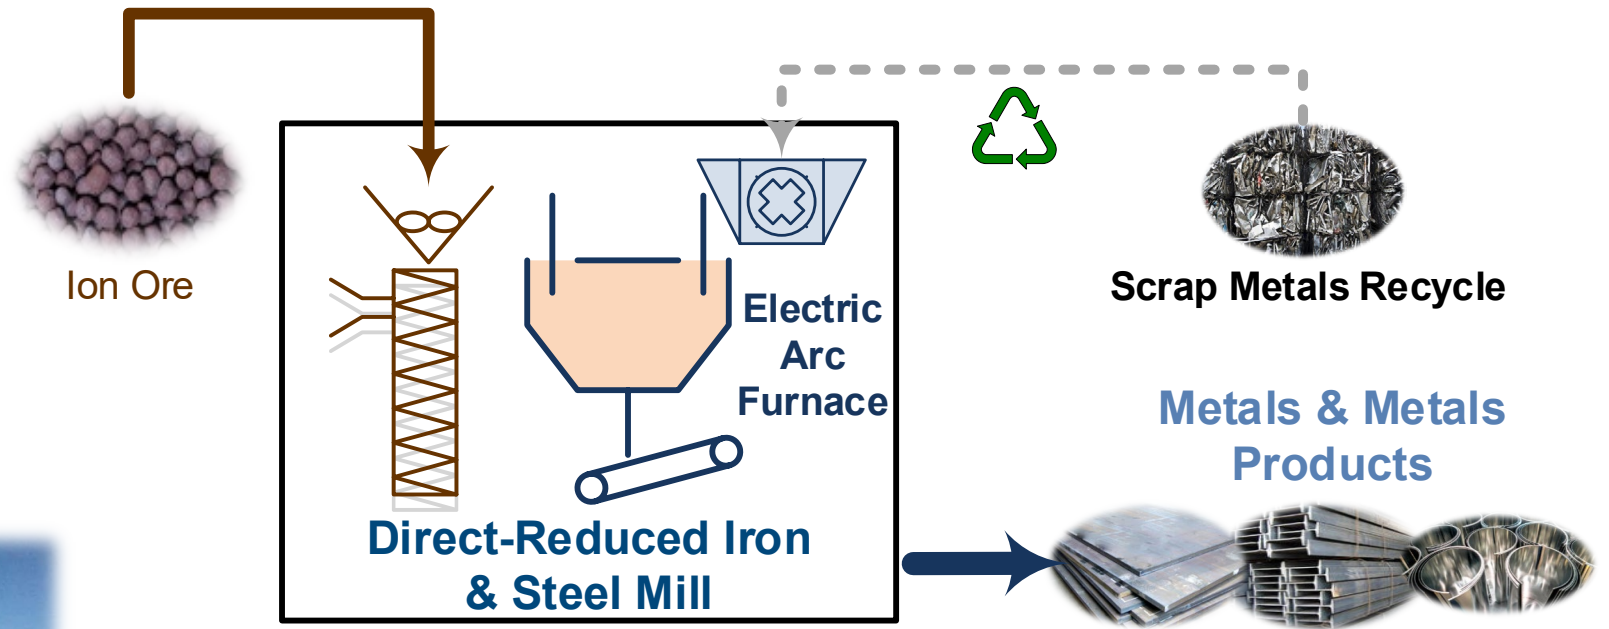 Ion Ore
Scrap Metals Recycle
Electric
Arc
Furnace
Metals & Metals
Products
Direct-Reduced Iron
& Steel Mill